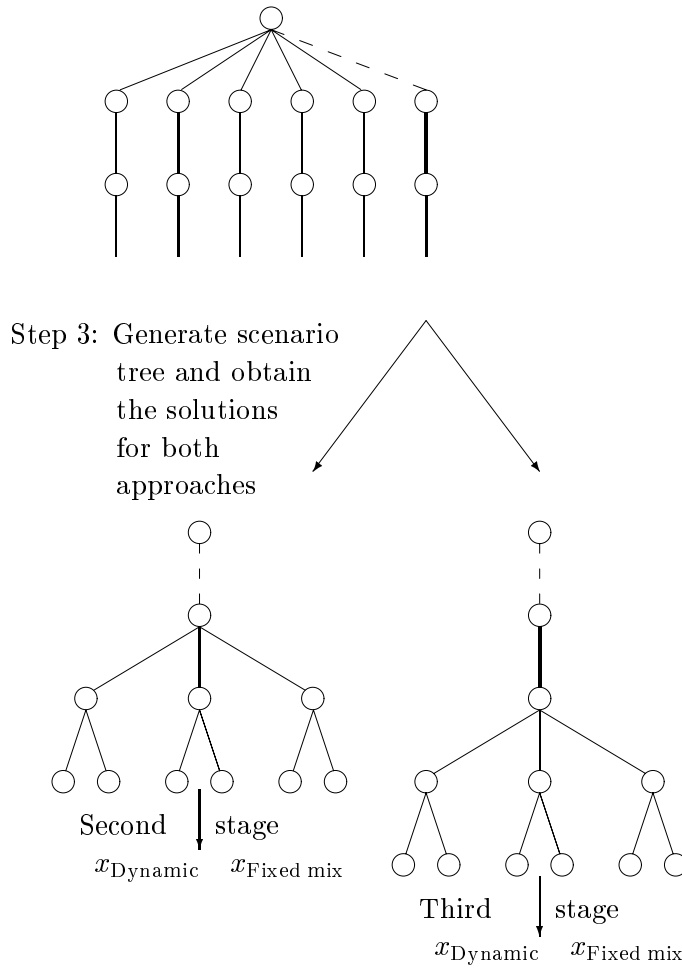 Step 3: Generate scenario
tree and obtain
the solutions
for both
approaches
Second stage
x_Dynamic x_Fixed mix
Third stage
x_Dynamic x_Fixed mix